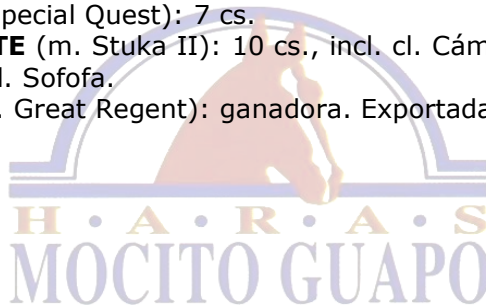 pecial Quest): 7 cs.
TE (m. Stuka II): 10 cs., incl. cl. Cám
l. Sofofa.
. Great Regent): ganadora. Exportada
H • A • R • A • S
MOCITO GUAPO